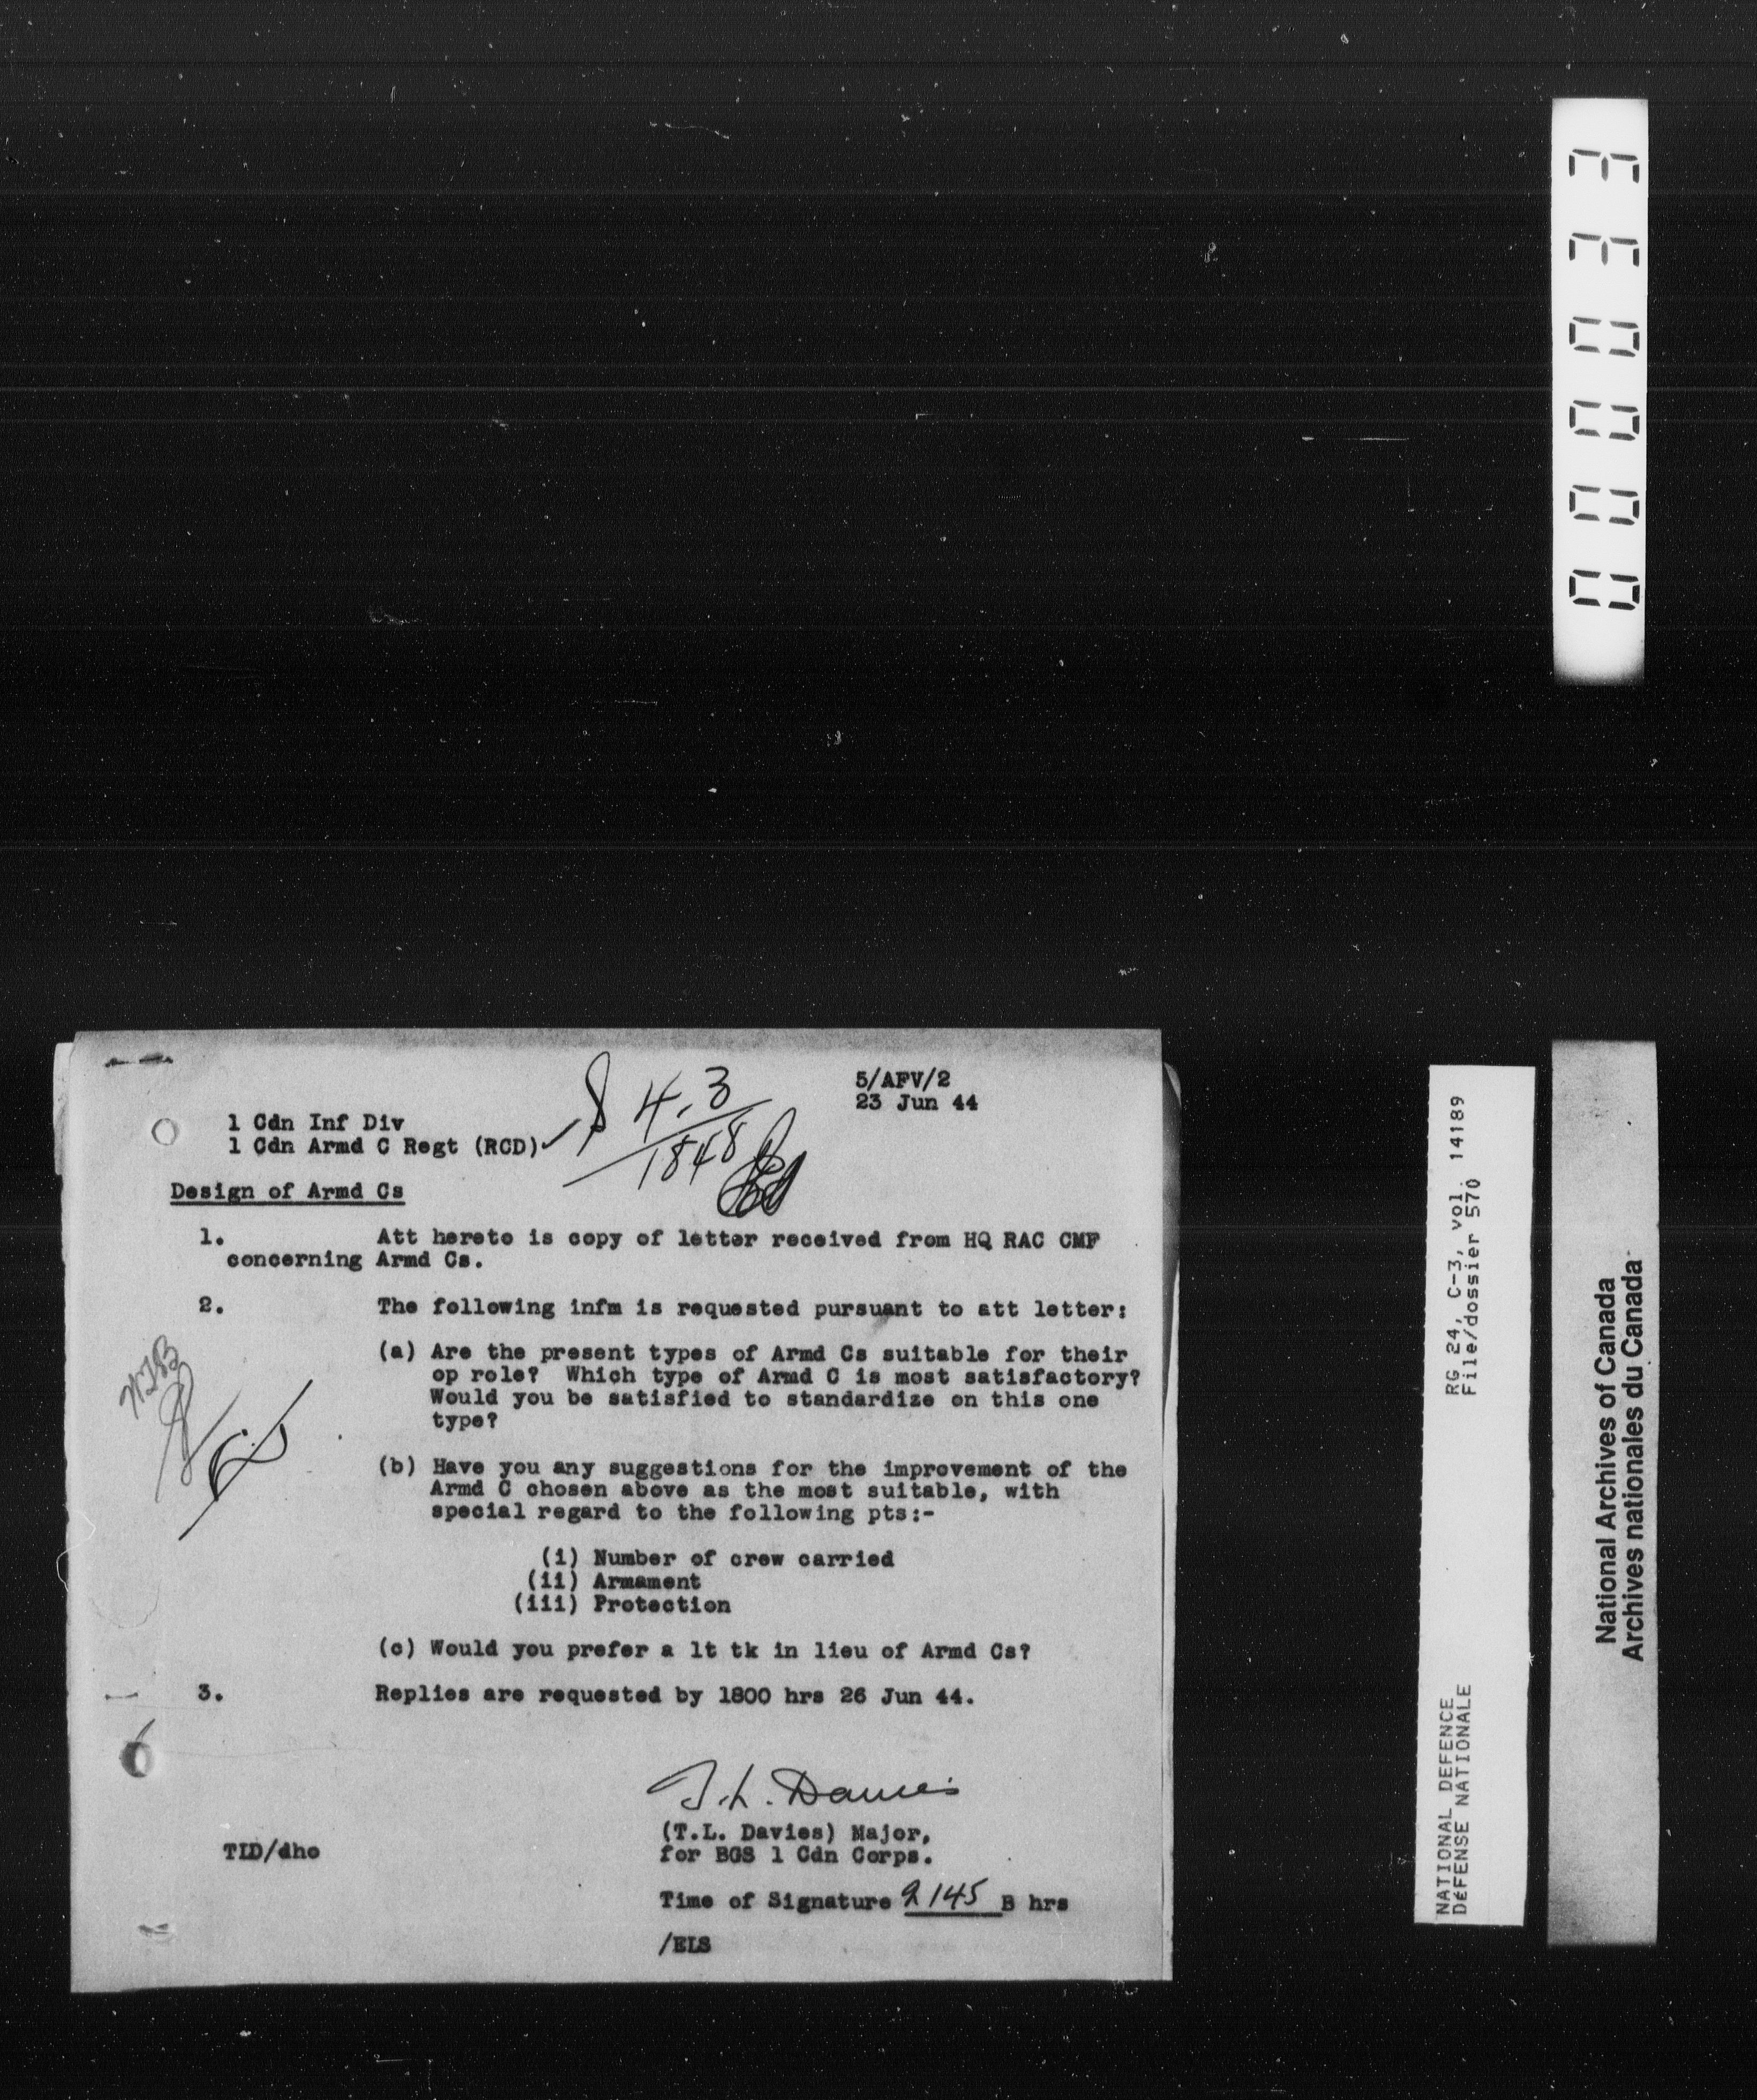 5/AFV/2
23 Jun 44
1 Cdn Inf Div
1 Cdn Armd C Regt (RCD)
4.3
1848
Design of Armd Cs
1. Att hereto is copy of letter received from HQ RAC CMF
concerning Armd Cs.
2. The following infm is requested pursuant to att letter:
(a) Are the present types of Armd Cs suitable for their
op role? Which type of Armd C is most satisfactory?
Would you be satisfied to standardize on this one
type?
(b) Have you any suggestions for the improvement of the
Armd C chosen above as the most suitable, with
special regard to the following pts:-
(i) Number of crew carried
(ii) Armament
(iii) Protection
(c) Would you prefer a lt tk in lieu of Armd Cs?
3. Replies are requested by 1800 hrs 26 Jun 44.
T.L. Davies
(T.L. Davies) Major,
for BGS 1 Cdn Corps.
TLD/dho
Time of Signature 2145 B hrs
/ELS
000033
RG 24, C-3, vol. 14189
File/dossier 570
NATIONAL DEFENCE
DÉFENSE NATIONALE
National Archives of Canada
Archives nationales du Canada